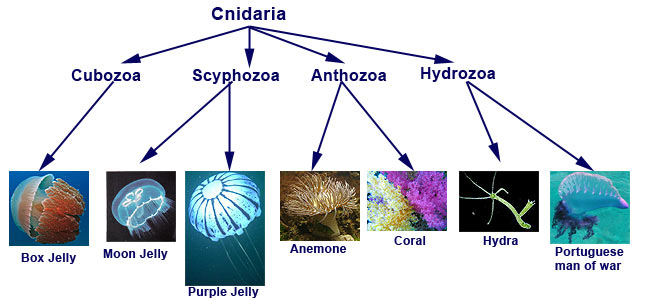 Cnidaria
Cubozoa
Scyphozoa
Anthozoa
Hydrozoa
Box Jelly
Moon Jelly
Purple Jelly
Anemone
Coral
Hydra
Portuguese
man of war